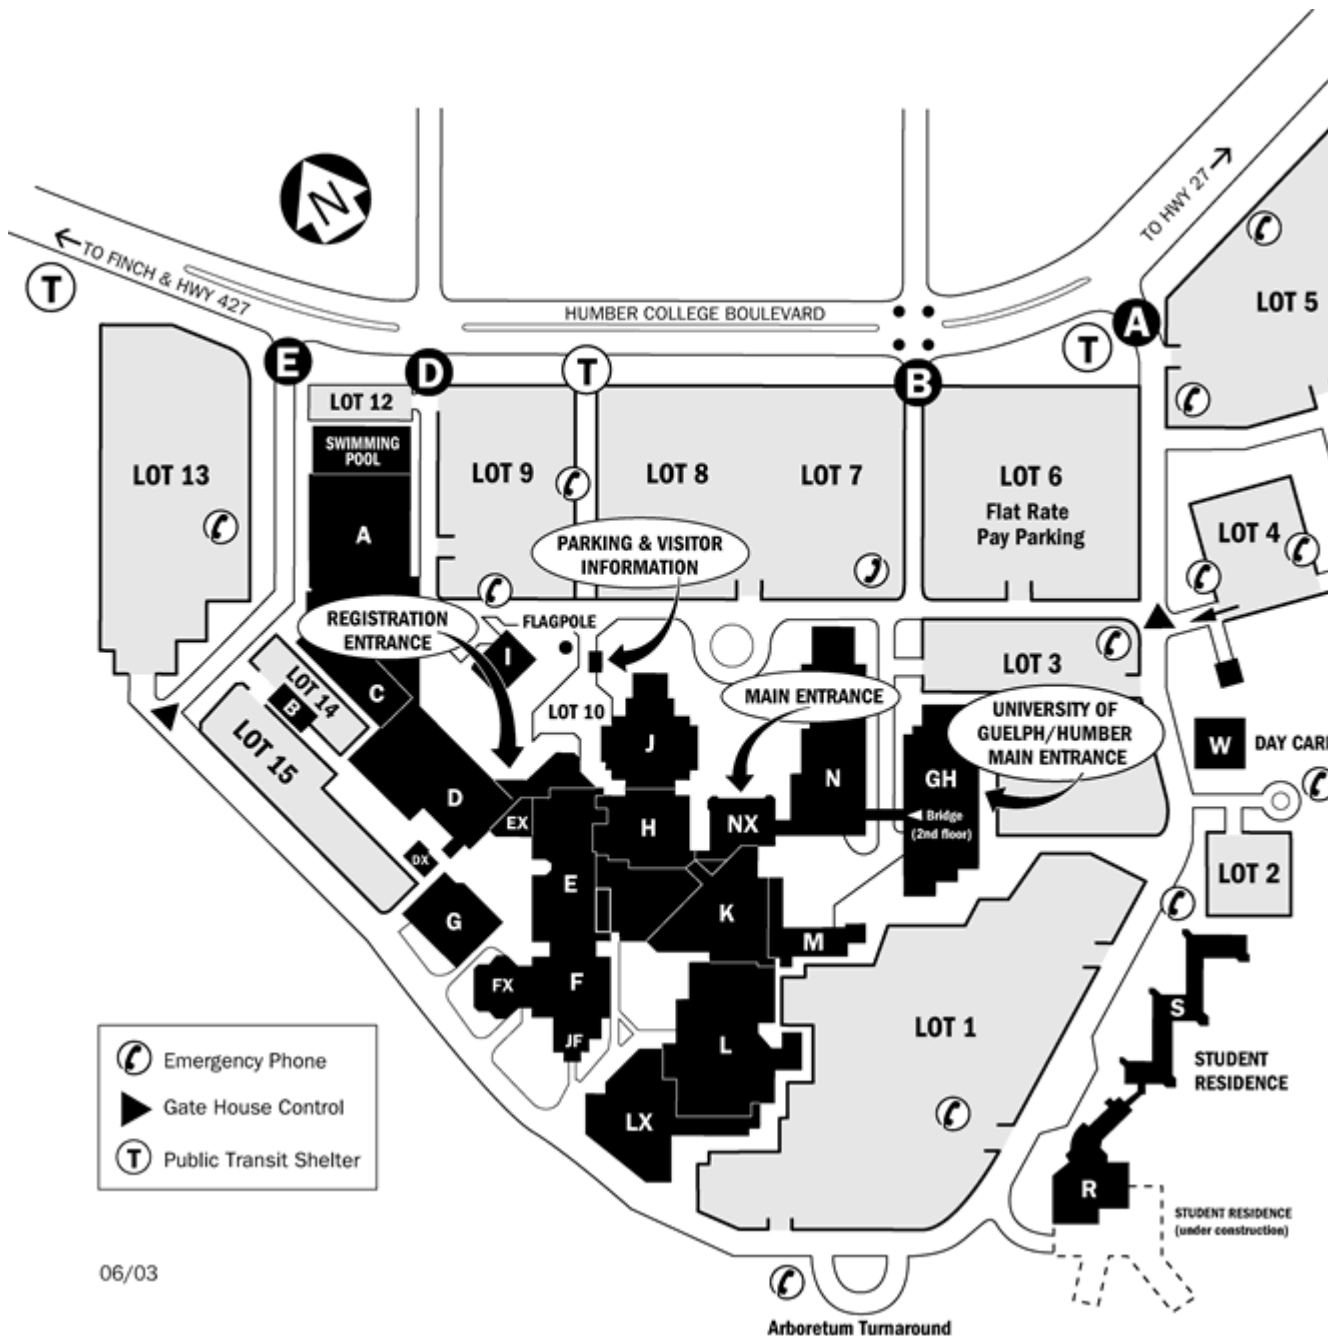 N
TO HWY 27
TO FINCH & HWY 427
T
LOT 5
HUMBER COLLEGE BOULEVARD
A
T
E
D
T
B
LOT 12
SWIMMING
POOL
LOT 13
LOT 9
LOT 8
LOT 7
LOT 6
Flat Rate
Pay Parking
A
LOT 4
PARKING & VISITOR
INFORMATION
REGISTRATION
ENTRANCE
FLAGPOLE
I
LOT 3
C
LOT 14
B
LOT 10
MAIN ENTRANCE
UNIVERSITY OF
GUELPH/HUMBER
MAIN ENTRANCE
LOT 15
J
N
GH
W
DAY CAR
D
EX
H
NX
Bridge
(2nd floor)
DX
E
LOT 2
G
K
M
FX
F
S
JF
L
LOT 1
STUDENT
RESIDENCE
Emergency Phone
Gate House Control
T
Public Transit Shelter
LX
R
STUDENT RESIDENCE
(under construction)
06/03
Arboretum Turnaround